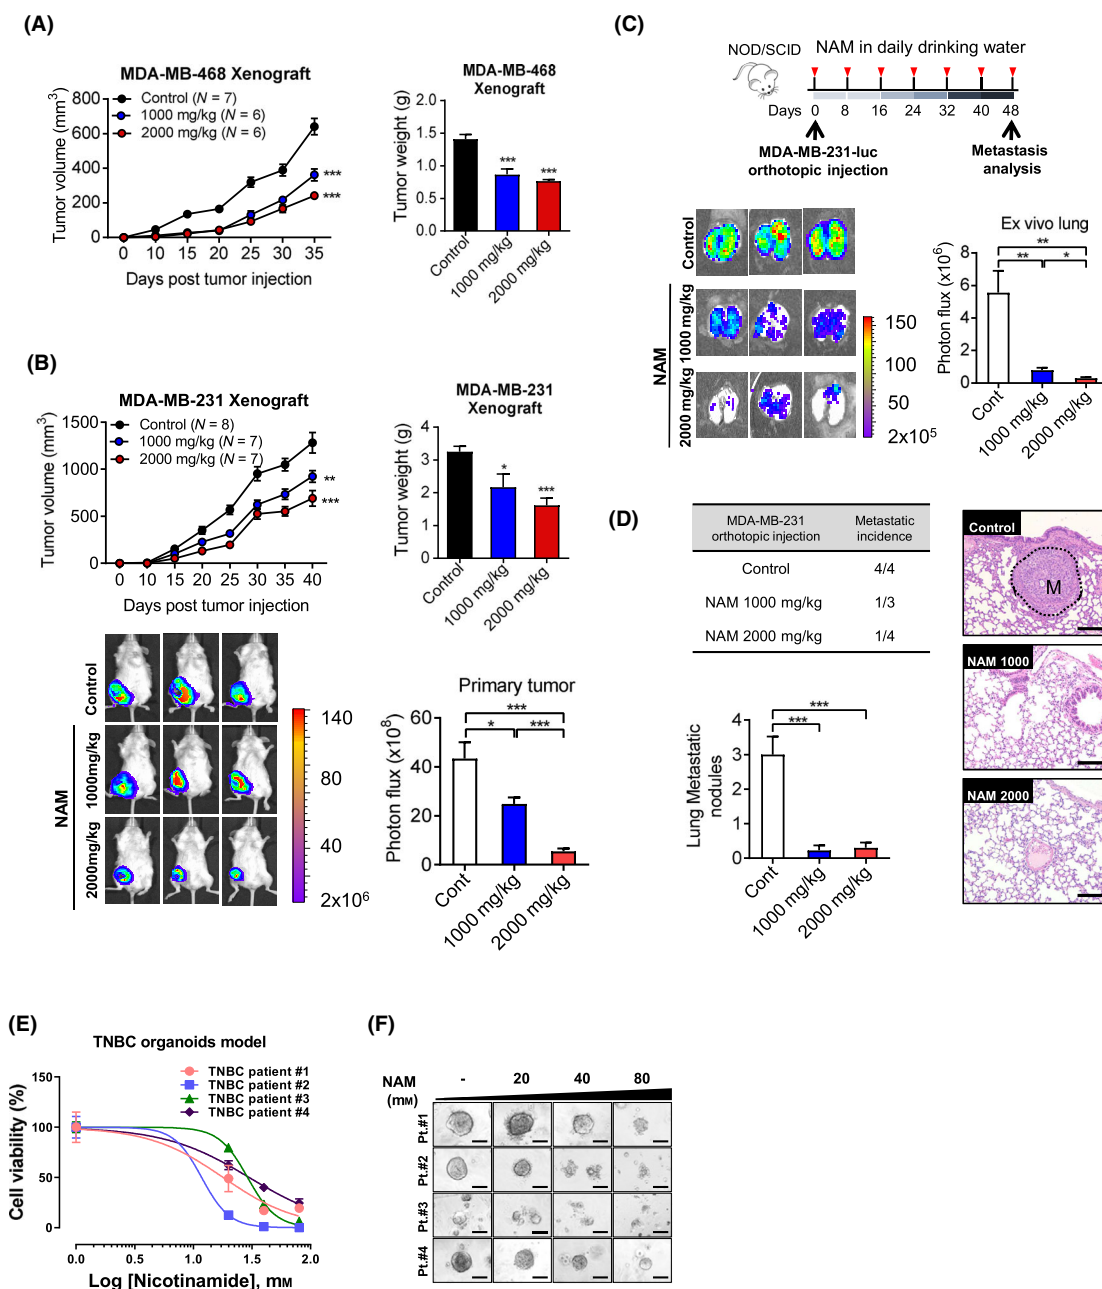 (A)
MDA-MB-468 Xenograft
Tumor volume (mm³)
800
600
400
200
0
Control (N = 7)
1000 mg/kg (N = 6)
2000 mg/kg (N = 6)
***
***
0 5 10 15 20 25 30 35
Days post tumor injection
MDA-MB-468
Xenograft
Tumor weight (g)
2.0
1.5
1.0
0.5
0.0
***
***
Control
1000 mg/kg
2000 mg/kg
(B)
MDA-MB-231 Xenograft
Tumor volume (mm³)
1500
1000
500
0
Control (N = 8)
1000 mg/kg (N = 7)
2000 mg/kg (N = 7)
**
***
0 10 15 20 25 30 35 40
Days post tumor injection
MDA-MB-231
Xenograft
Tumor weight (g)
4
3
2
1
0
*
***
Control
1000 mg/kg
2000 mg/kg
Control
NAM
1000mg/kg
2000mg/kg
140
80
60
2x10⁶
Primary tumor
Photon flux (x10⁸)
60
40
20
0
***
* ***
Cont
1000 mg/kg
2000 mg/kg
(C)
NOD/SCID NAM in daily drinking water
Days 0 8 16 24 32 40 48
MDA-MB-231-luc
orthotopic injection
Metastasis
analysis
Control
NAM
1000 mg/kg
2000 mg/kg
150
100
50
2x10⁵
Ex vivo lung
Photon flux (x10⁶)
8
6
4
2
0
**
** *
Cont
1000 mg/kg
2000 mg/kg
(D)
MDA-MB-231
orthotopic injection
Metastatic
incidence
Control 4/4
NAM 1000 mg/kg 1/3
NAM 2000 mg/kg 1/4
Lung Metastatic
nodules
4
3
2
1
0
***
***
Cont
1000 mg/kg
2000 mg/kg
Control
M
NAM 1000
NAM 2000
(E)
TNBC organoids model
Cell viability (%)
150
100
50
0
TNBC patient #1
TNBC patient #2
TNBC patient #3
TNBC patient #4
0.0 0.5 1.0 1.5 2.0
Log [Nicotinamide], mM
(F)
NAM
(mM)
- 20 40 80
Pt.#1
Pt.#2
Pt.#3
Pt.#4